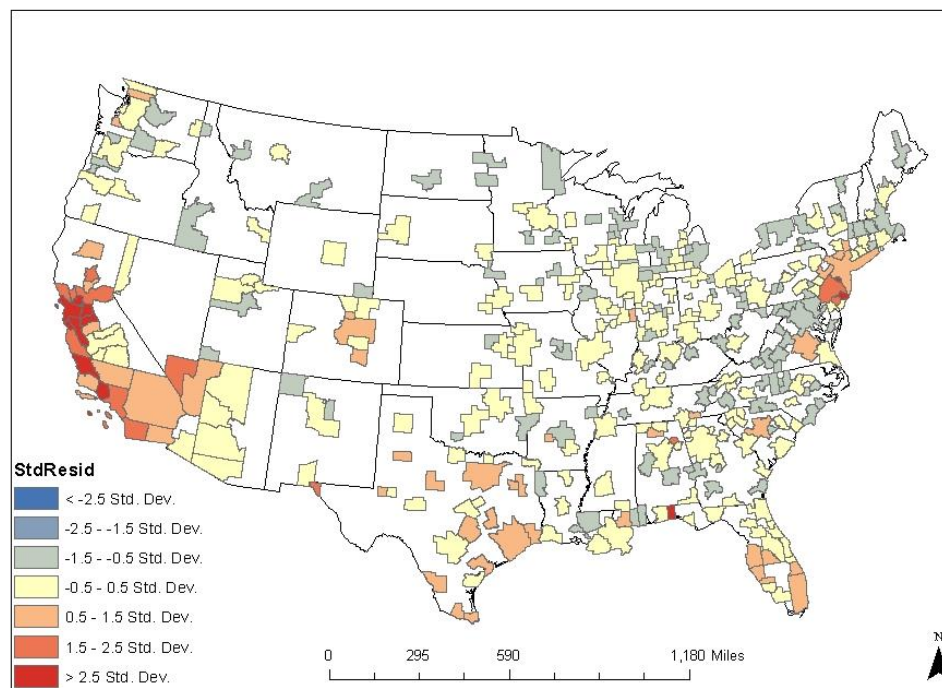 StdResid
< -2.5 Std. Dev.
-2.5 - -1.5 Std. Dev.
-1.5 - -0.5 Std. Dev.
-0.5 - 0.5 Std. Dev.
0.5 - 1.5 Std. Dev.
1.5 - 2.5 Std. Dev.
> 2.5 Std. Dev.
0 295 590 1,180 Miles
N